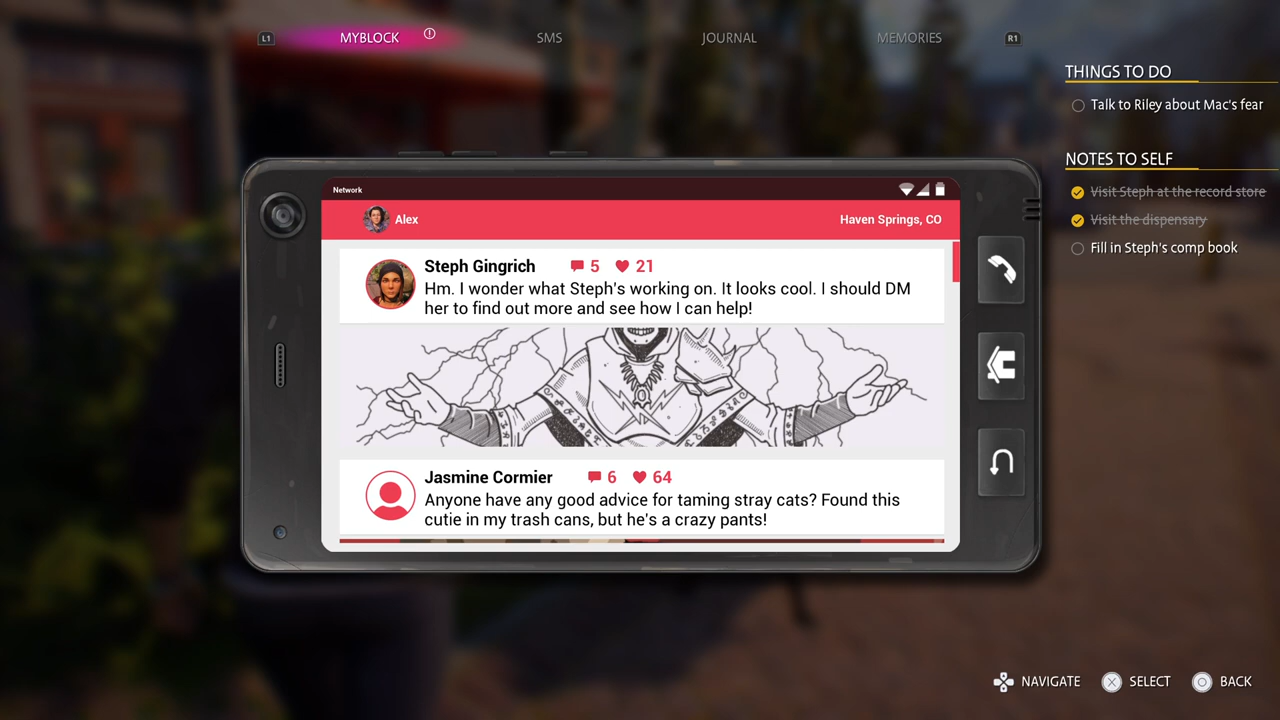 L1
MYBLOCK
SMS
JOURNAL
MEMORIES
R1
THINGS TO DO
Talk to Riley about Mac's fear
NOTES TO SELF
Visit Steph at the record store
Visit the dispensary
Fill in Steph's comp book
Network
Alex
Haven Springs, CO
Steph Gingrich 5 21
Hm. I wonder what Steph's working on. It looks cool. I should DM
her to find out more and see how I can help!
Jasmine Cormier 6 64
Anyone have any good advice for taming stray cats? Found this
cutie in my trash cans, but he's a crazy pants!
NAVIGATE
SELECT
BACK